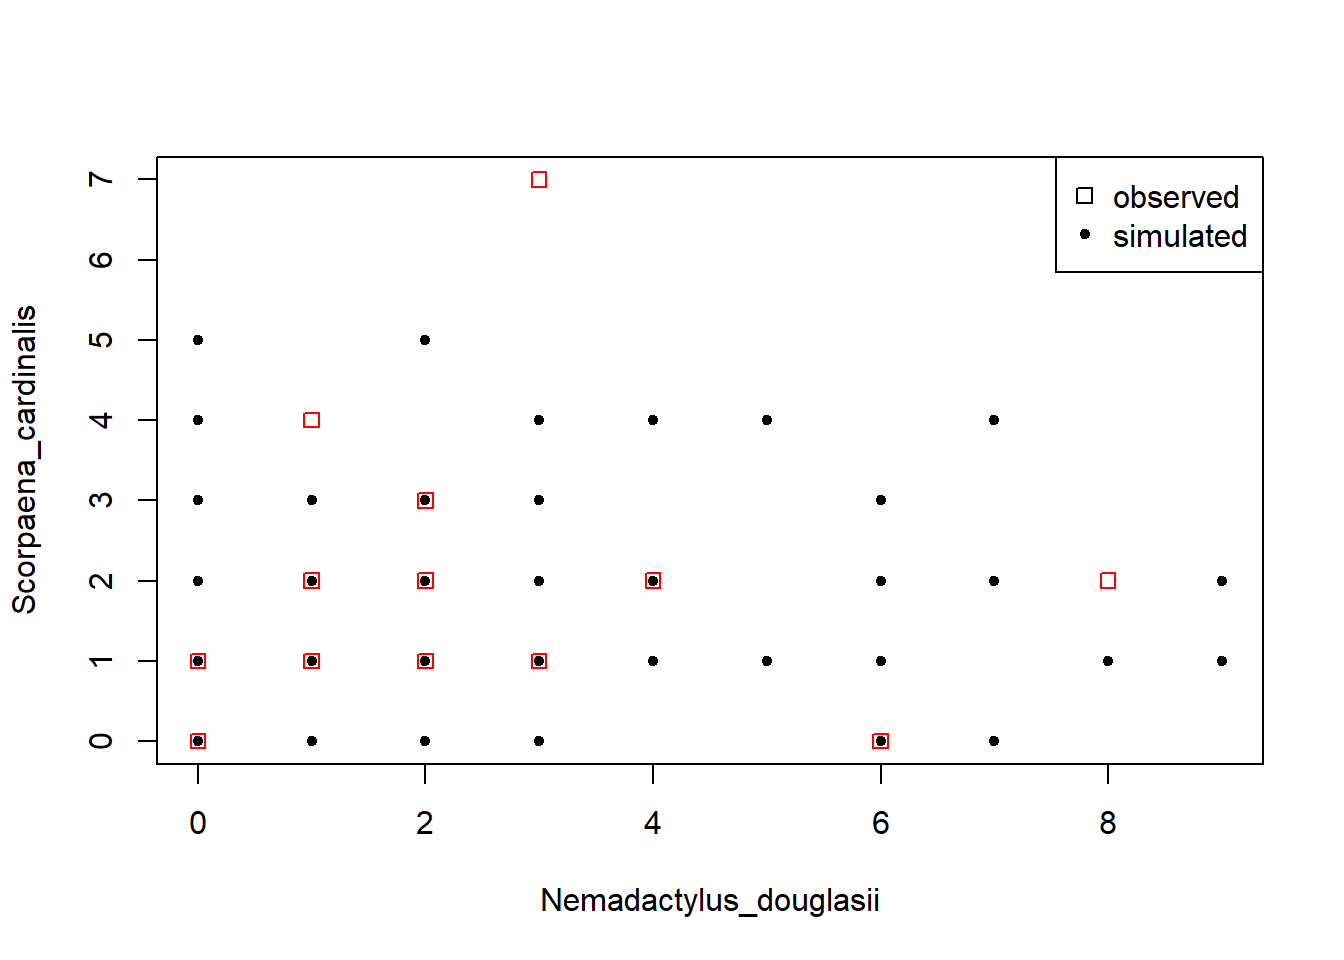 observed
simulated
7
6
5
4
3
2
1
0
Scorpaena_cardinalis
0 2 4 6 8
Nemadactylus_douglasii